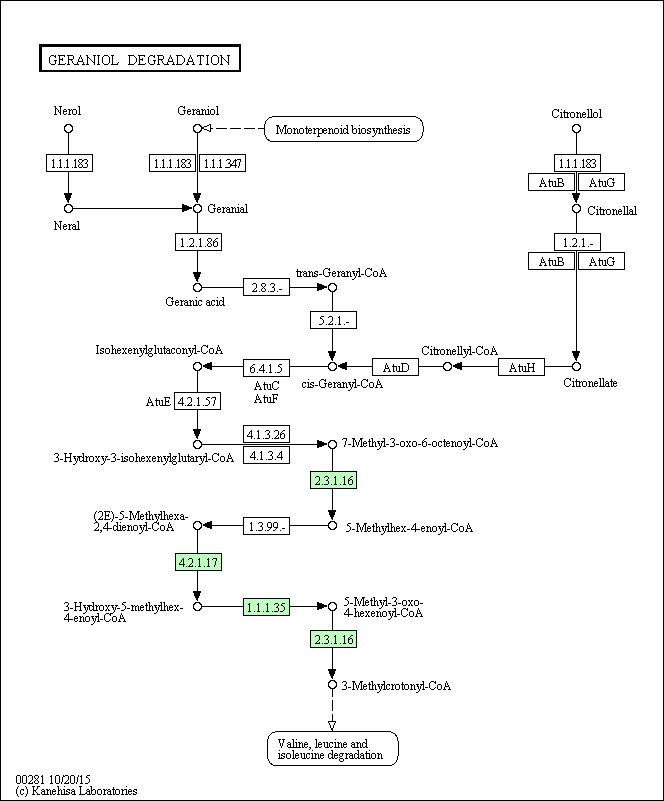 GERANIOL DEGRADATION
Nerol
Geraniol
Citronellol
Monoterpenoid biosynthesis
1.1.1.183
1.1.1.183
1.1.1.347
1.1.1.183
AtuB
AtuG
Neral
Geranial
Citronellal
1.2.1.86
1.2.1.-
AtuB
AtuG
trans-Geranyl-CoA
2.8.3.-
Geranic acid
5.2.1.-
Isohexenylglutaconyl-CoA
Citronellyl-CoA
6.4.1.5
AtuD
AtuH
AtuC
AtuF
cis-Geranyl-CoA
Citronellate
AtuE
4.2.1.57
4.1.3.26
4.1.3.4
7-Methyl-3-oxo-6-octenoyl-CoA
3-Hydroxy-3-isohexenylglutaryl-CoA
2.3.1.16
(2E)-5-Methylhexa-
2,4-dienoyl-CoA
1.3.99.-
5-Methylhex-4-enoyl-CoA
4.2.1.17
3-Hydroxy-5-methylhex-
4-enoyl-CoA
1.1.1.35
5-Methyl-3-oxo-
4-hexenoyl-CoA
2.3.1.16
3-Methylcrotonyl-CoA
Valine, leucine and
isoleucine degradation
00281 10/20/15
(c) Kanehisa Laboratories